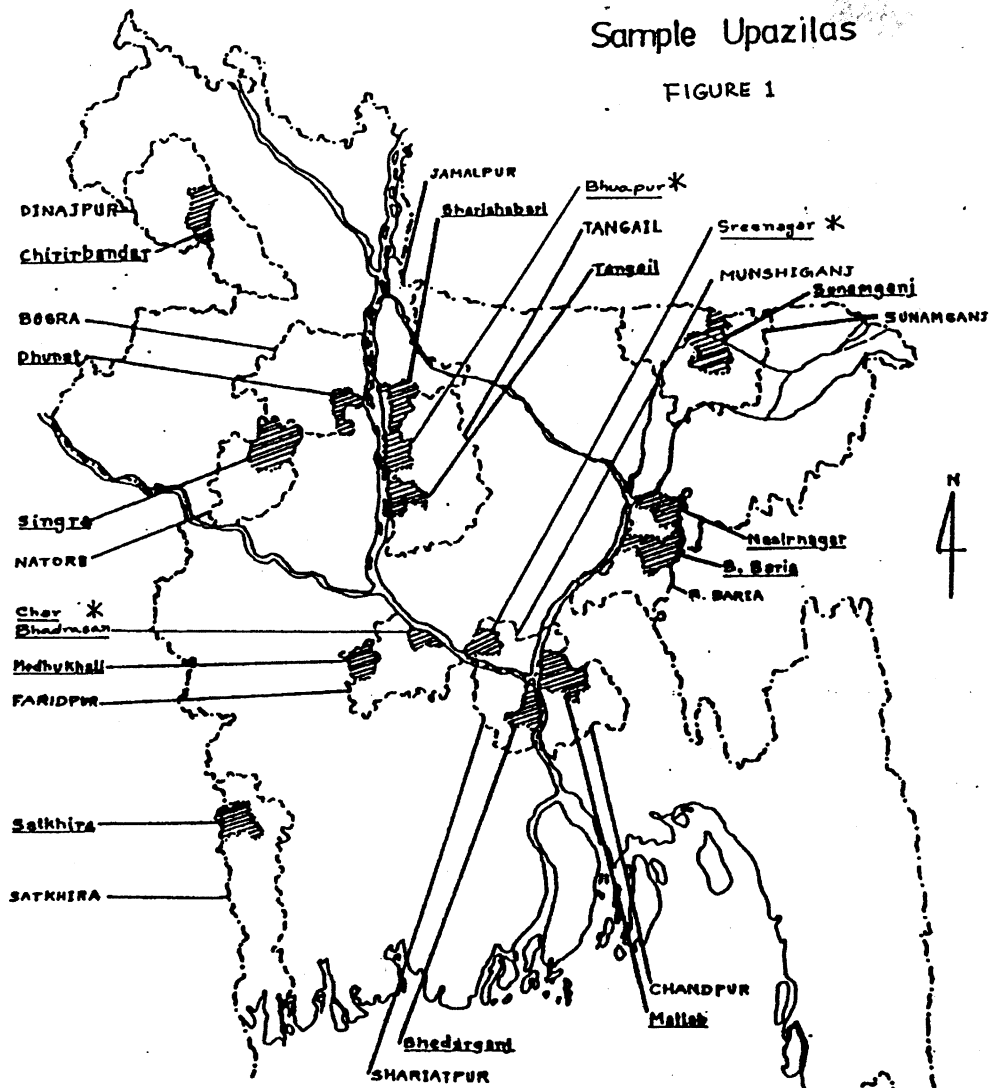 Sample Upazilas
FIGURE 1
JAMALPUR
Bhuapur *
Sharishabari
DINAJPUR
TANGAIL
Sreenagar *
Chirirbandar
Tangail
MUNSHIGANJ
Sunamganj
BOGRA
SUNAMGANJ
Dhunat
N
Singra
Nasirnagar
NATORE
B. Baria
B. BARIA
Char *
Bhadrasan
Madhukhali
FARIDPUR
Satkhira
SATKHIRA
CHANDPUR
Matlab
Bhedarganj
SHARIATPUR